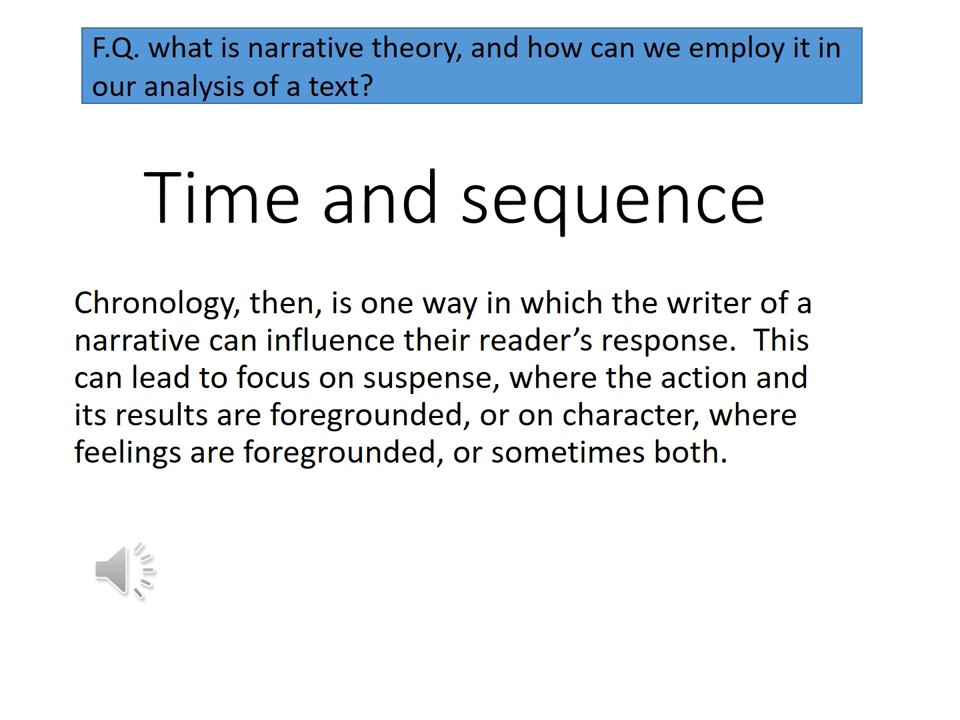 F.Q. what is narrative theory, and how can we employ it in
our analysis of a text?
Time and sequence
Chronology, then, is one way in which the writer of a
narrative can influence their reader’s response.  This
can lead to focus on suspense, where the action and
its results are foregrounded, or on character, where
feelings are foregrounded, or sometimes both.